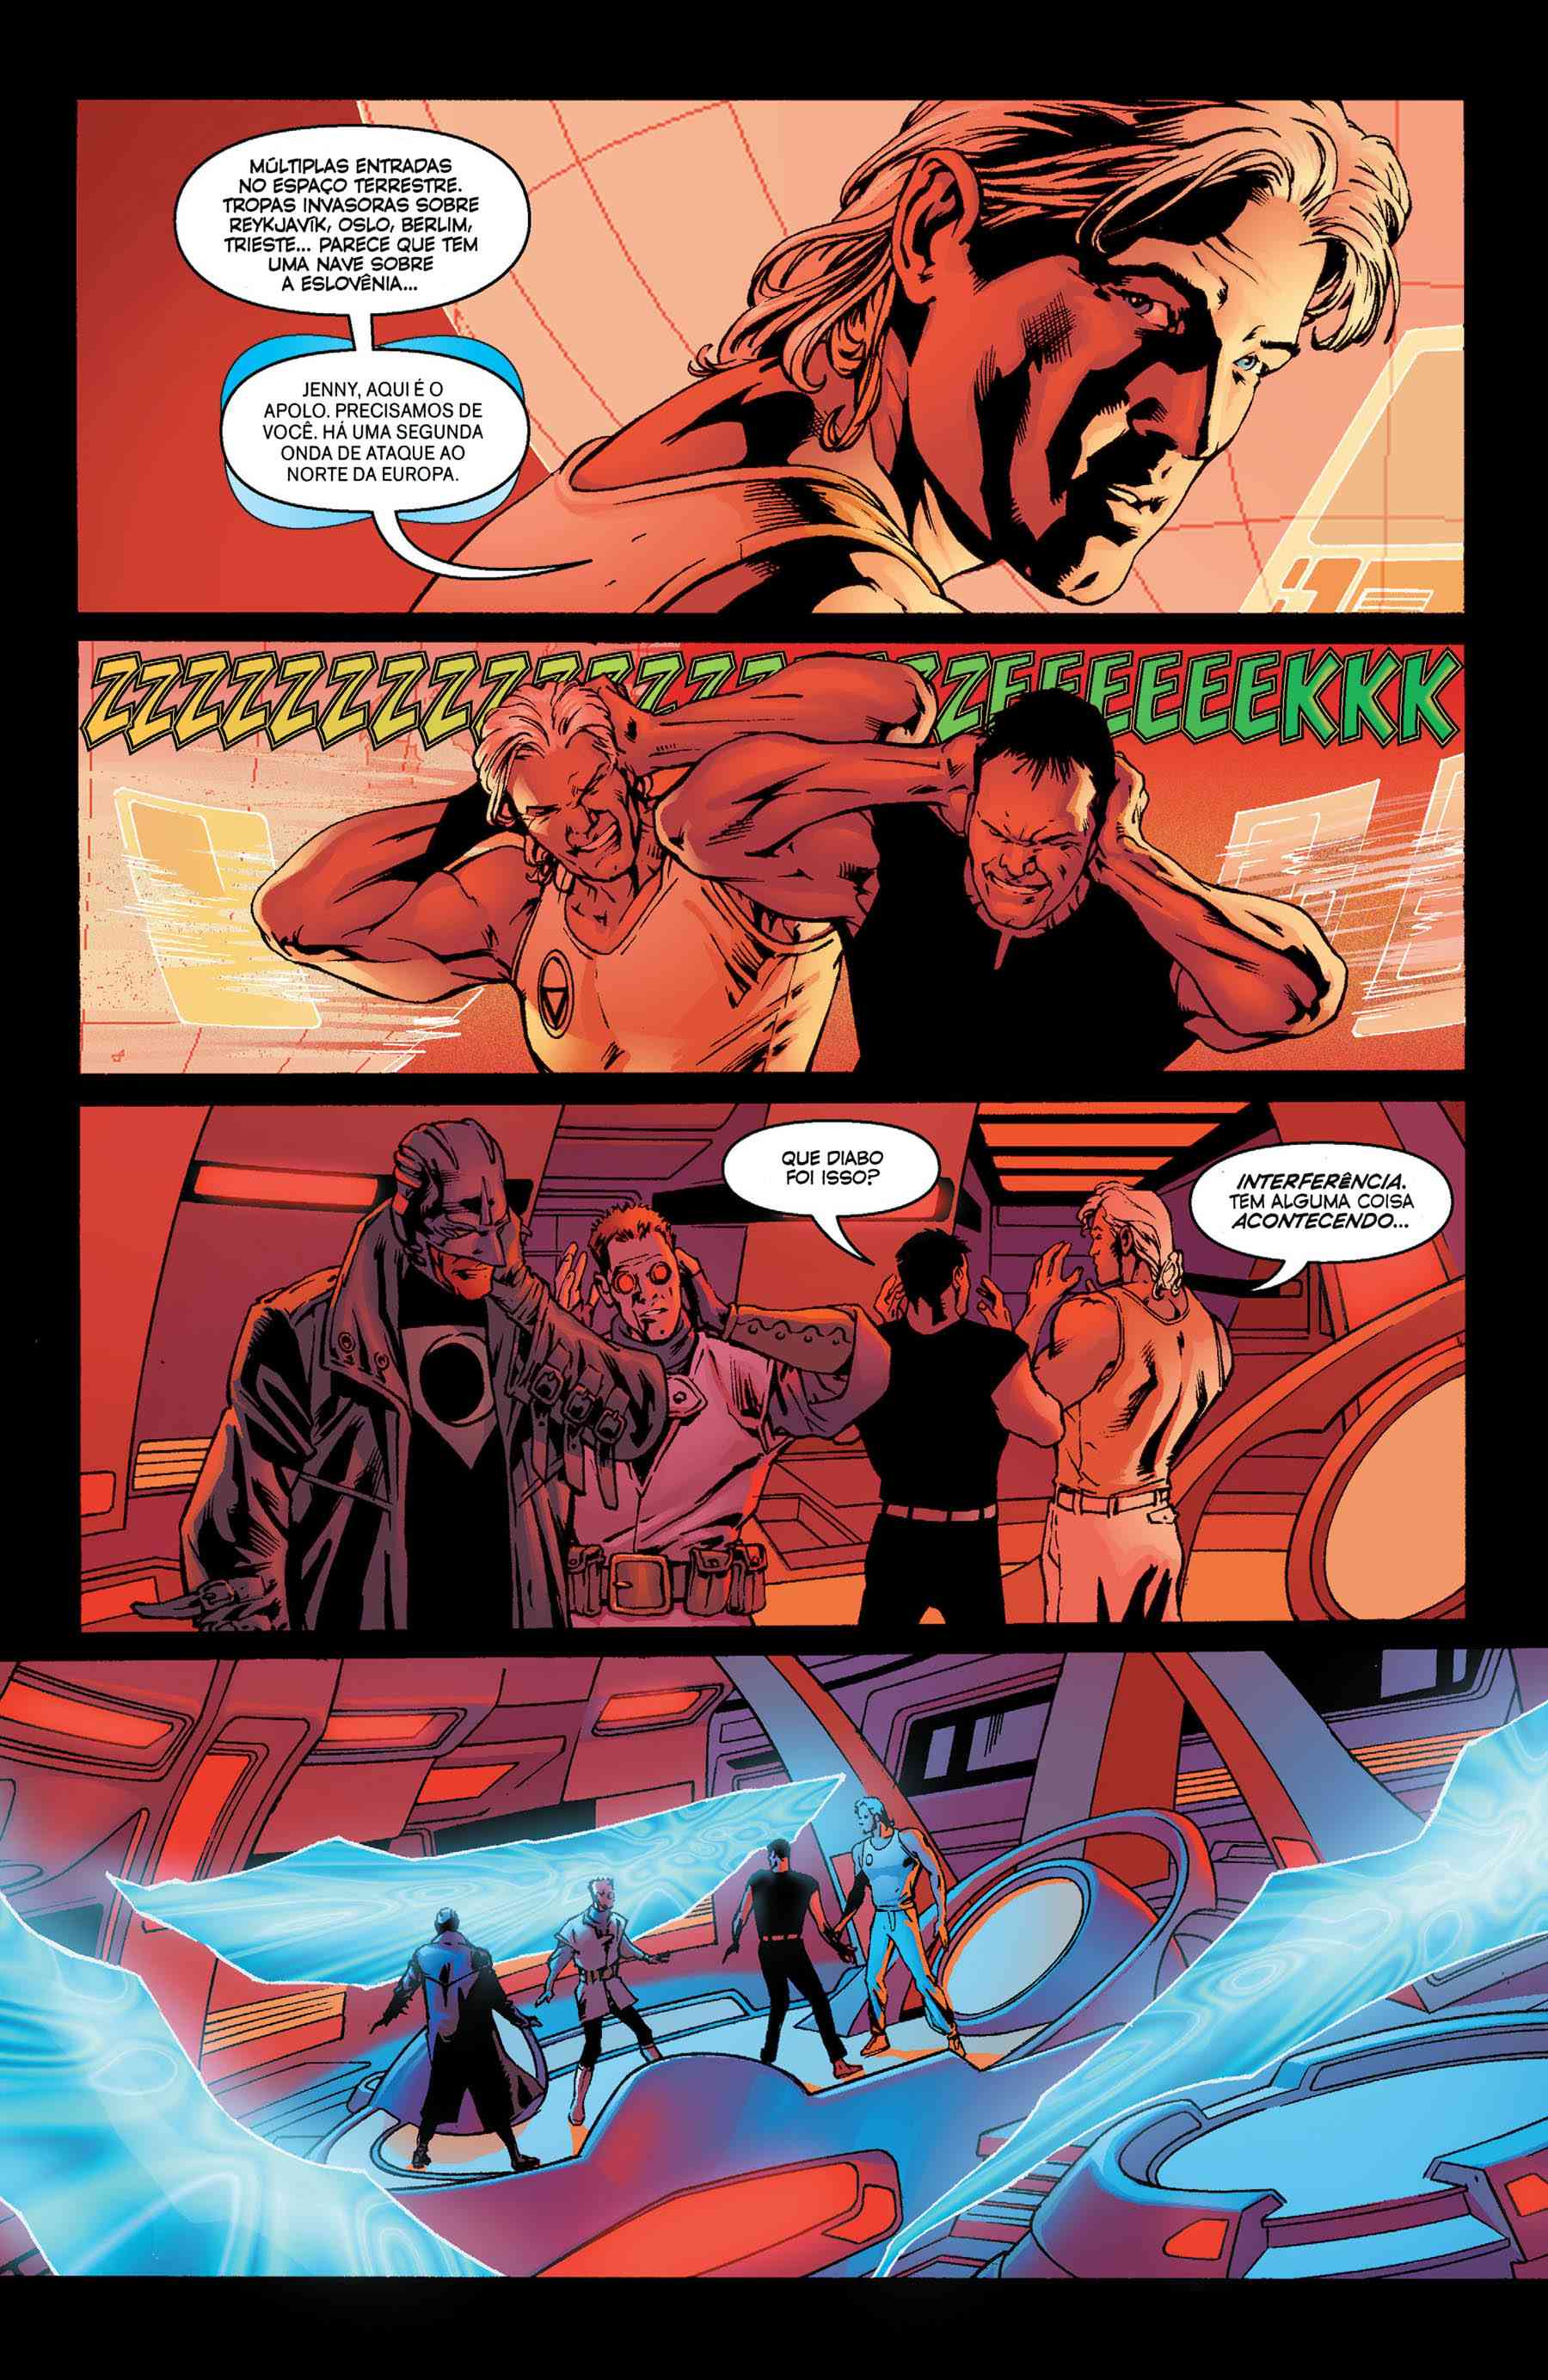 MÚLTIPLAS ENTRADAS
NO ESPAÇO TERRESTRE.
TROPAS INVASORAS SOBRE
REYKJAVÍK, OSLO, BERLIM,
TRIESTE... PARECE QUE TEM
UMA NAVE SOBRE
A ESLOVÊNIA...
JENNY, AQUI É O
APOLO. PRECISAMOS DE
VOCÊ. HÁ UMA SEGUNDA
ONDA DE ATAQUE AO
NORTE DA EUROPA.
ZZZZZZZZZZZZZZZZZZZEEEEEEEKKK
QUE DIABO
FOI ISSO?
INTERFERÊNCIA.
TEM ALGUMA COISA
ACONTECENDO...